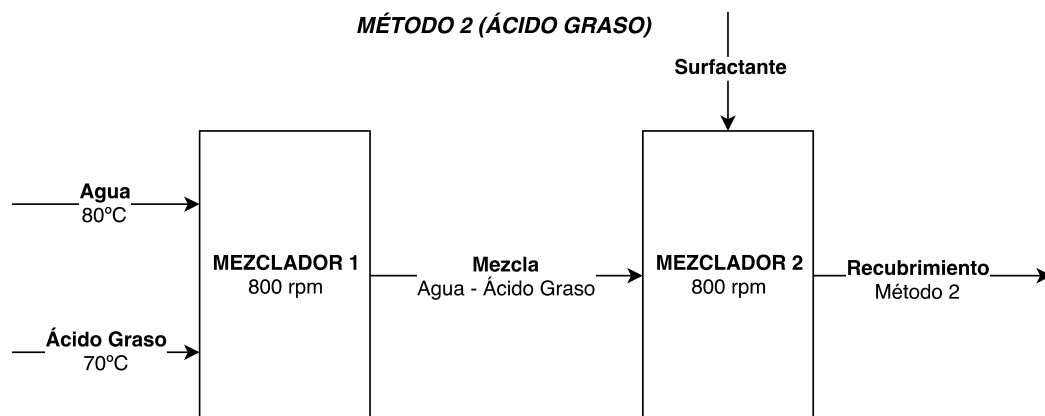 MÉTODO 2 (ÁCIDO GRASO)
Surfactante
Agua
80ºC
MEZCLADOR 1
800 rpm
Mezcla
Agua - Ácido Graso
MEZCLADOR 2
800 rpm
Recubrimiento
Método 2
Ácido Graso
70ºC